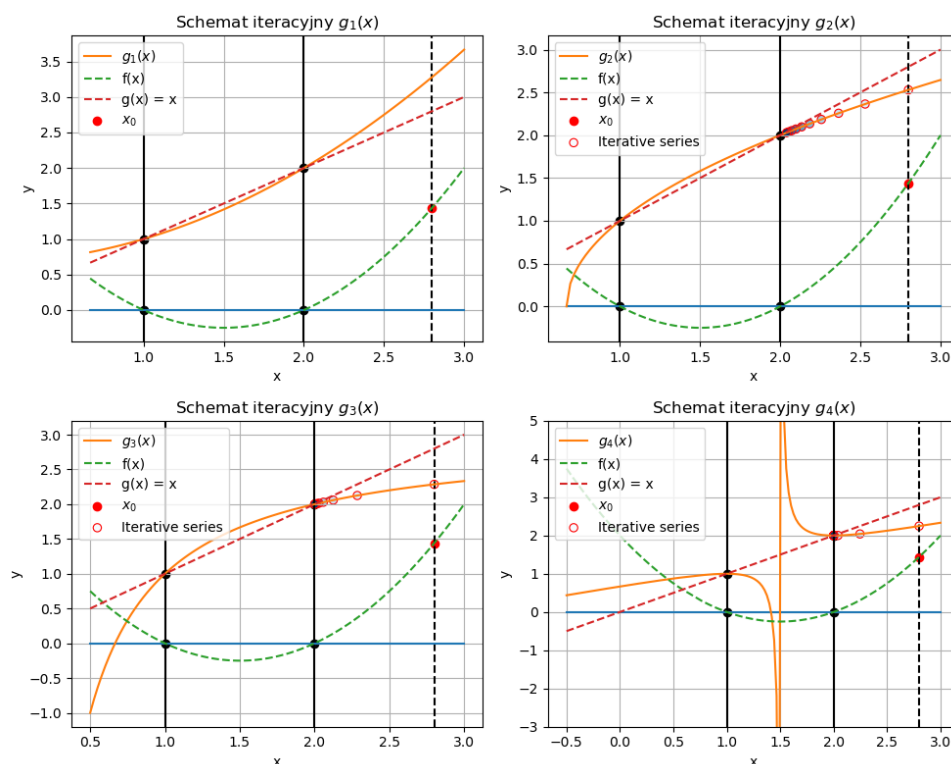 Schemat iteracyjny g₁(x)
g₁(x)
f(x)
g(x) = x
x₀
y
3.5
3.0
2.5
2.0
1.5
1.0
0.5
0.0
1.0 1.5 2.0 2.5 3.0
x
Schemat iteracyjny g₂(x)
g₂(x)
f(x)
g(x) = x
x₀
Iterative series
y
3.0
2.5
2.0
1.5
1.0
0.5
0.0
1.0 1.5 2.0 2.5 3.0
x
Schemat iteracyjny g₃(x)
g₃(x)
f(x)
g(x) = x
x₀
Iterative series
y
3.0
2.5
2.0
1.5
1.0
0.5
0.0
−0.5
−1.0
0.5 1.0 1.5 2.0 2.5 3.0
x
Schemat iteracyjny g₄(x)
g₄(x)
f(x)
g(x) = x
x₀
Iterative series
y
5
4
3
2
1
0
−1
−2
−3
−0.5 0.0 0.5 1.0 1.5 2.0 2.5 3.0
x